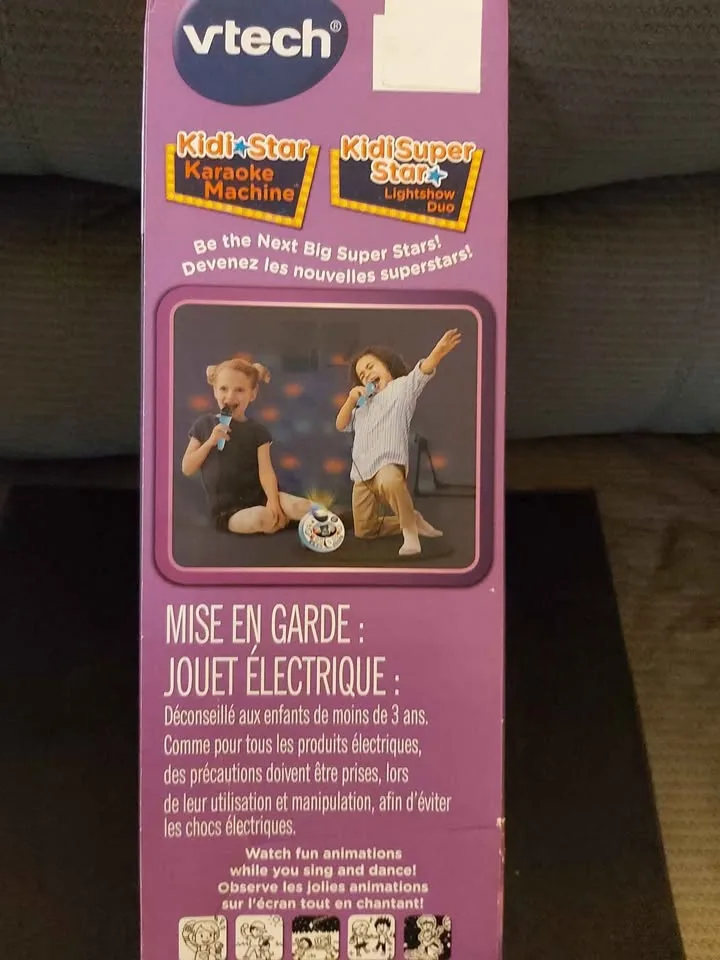 vtech®
Kidi Star
Karaoke
Machine
Kidi Super
Star
Lightshow
Duo
Be the Next Big Super Stars!
Devenez les nouvelles superstars!
MISE EN GARDE :
JOUET ÉLECTRIQUE :
Déconseillé aux enfants de moins de 3 ans.
Comme pour tous les produits électriques,
des précautions doivent être prises, lors
de leur utilisation et manipulation, afin d'éviter
les chocs électriques.
Watch fun animations
while you sing and dance!
Observe les jolies animations
sur l'écran tout en chantant!